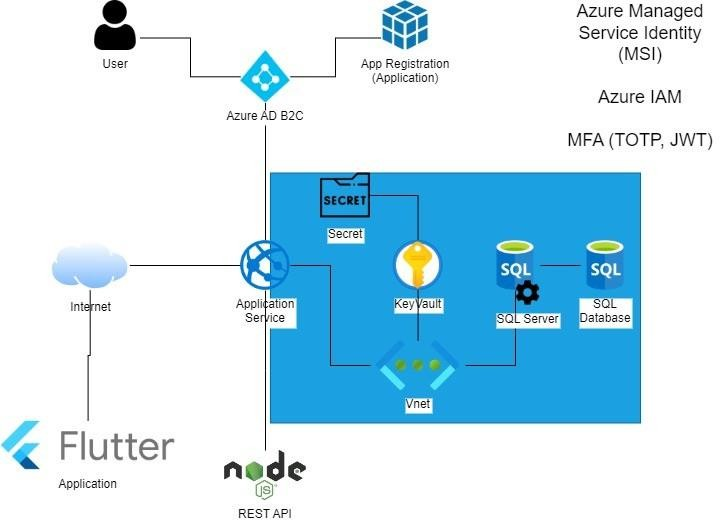 Azure Managed
Service Identity
(MSI)
Azure IAM
MFA (TOTP, JWT)
User
App Registration
(Application)
Azure AD B2C
SECRET
Secret
Internet
Application
Service
KeyVault
SQL
SQL Server
SQL
SQL
Database
Vnet
Flutter
Application
node
JS
REST API